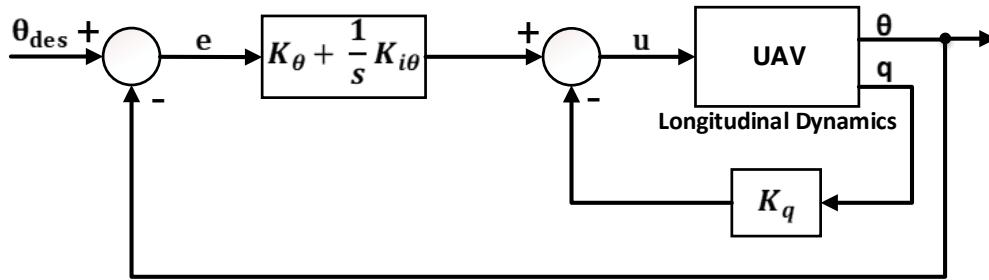 θdes + e Kθ + 1/s Kiθ + u UAV θ
q
- -
Longitudinal Dynamics
Kq